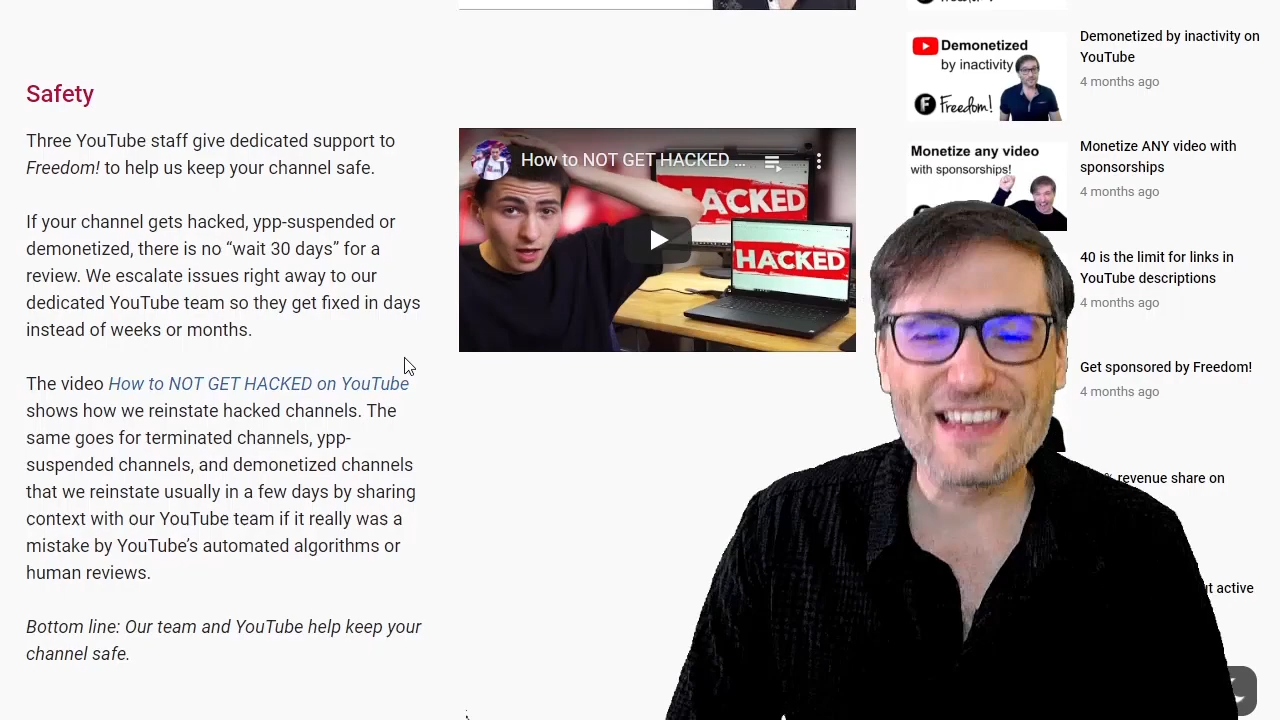 Safety
Three YouTube staff give dedicated support to
Freedom! to help us keep your channel safe.
If your channel gets hacked, ypp-suspended or
demonetized, there is no “wait 30 days” for a
review. We escalate issues right away to our
dedicated YouTube team so they get fixed in days
instead of weeks or months.
The video How to NOT GET HACKED on YouTube
shows how we reinstate hacked channels. The
same goes for terminated channels, ypp-
suspended channels, and demonetized channels
that we reinstate usually in a few days by sharing
context with our YouTube team if it really was a
mistake by YouTube’s automated algorithms or
human reviews.
Bottom line: Our team and YouTube help keep your
channel safe.
How to NOT GET HACKED ...
HACKED
HACKED
Demonetized
by inactivity
F Freedom!
Demonetized by inactivity on
YouTube
4 months ago
Monetize any video
with sponsorships!
Monetize ANY video with
sponsorships
4 months ago
40 is the limit for links in
YouTube descriptions
4 months ago
Get sponsored by Freedom!
4 months ago
% revenue share on
active